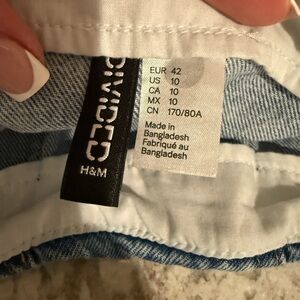 DIVIDED
H&M
EUR 42
US 10
CA 10
MX 10
CN 170/80A
Made in
Bangladesh
Fabriqué au
Bangladesh